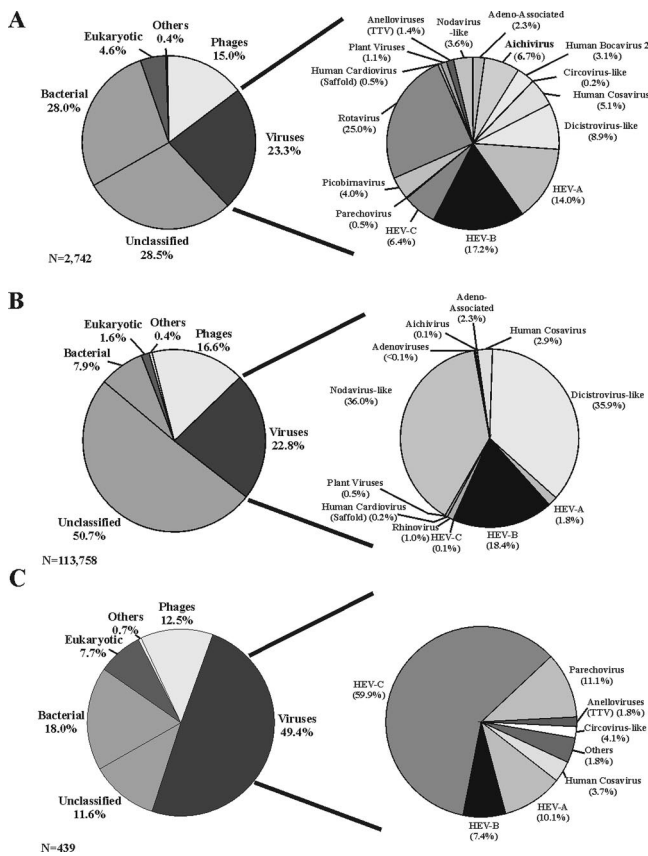 A
Others
0.4%
Eukaryotic
4.6%
Phages
15.0%
Bacterial
28.0%
Viruses
23.3%
Unclassified
28.5%
N=2,742
Anelloviruses
(TTV) (1.4%)
Plant Viruses
(1.1%)
Human Cardiovirus
(Saffold) (0.5%)
Nodavirus
-like
(3.6%)
Adeno-Associated
(2.3%)
Aichivirus
(6.7%)
Human Bocavirus 2
(3.1%)
Circovirus-like
(0.2%)
Human Cosavirus
(5.1%)
Dicistrovirus-like
(8.9%)
HEV-A
(14.0%)
HEV-B
(17.2%)
HEV-C
(6.4%)
Parechovirus
(0.5%)
Picobirnavirus
(4.0%)
Rotavirus
(25.0%)
B
Others
0.4%
Eukaryotic
1.6%
Phages
16.6%
Bacterial
7.9%
Viruses
22.8%
Unclassified
50.7%
N=113,758
Adeno-
Associated
(2.3%)
Aichivirus
(0.1%)
Adenoviruses
(<0.1%)
Human Cosavirus
(2.9%)
Nodavirus-like
(36.0%)
Dicistrovirus-like
(35.9%)
Plant Viruses
(0.5%)
Human Cardiovirus
(Saffold) (0.2%)
Rhinovirus
(1.0%)
HEV-C
(0.1%)
HEV-B
(18.4%)
HEV-A
(1.8%)
C
Others
0.7%
Phages
12.5%
Eukaryotic
7.7%
Bacterial
18.0%
Viruses
49.4%
Unclassified
11.6%
N=439
HEV-C
(59.9%)
Parechovirus
(11.1%)
Anelloviruses
(TTV) (1.8%)
Circovirus-like
(4.1%)
Others
(1.8%)
Human Cosavirus
(3.7%)
HEV-A
(10.1%)
HEV-B
(7.4%)